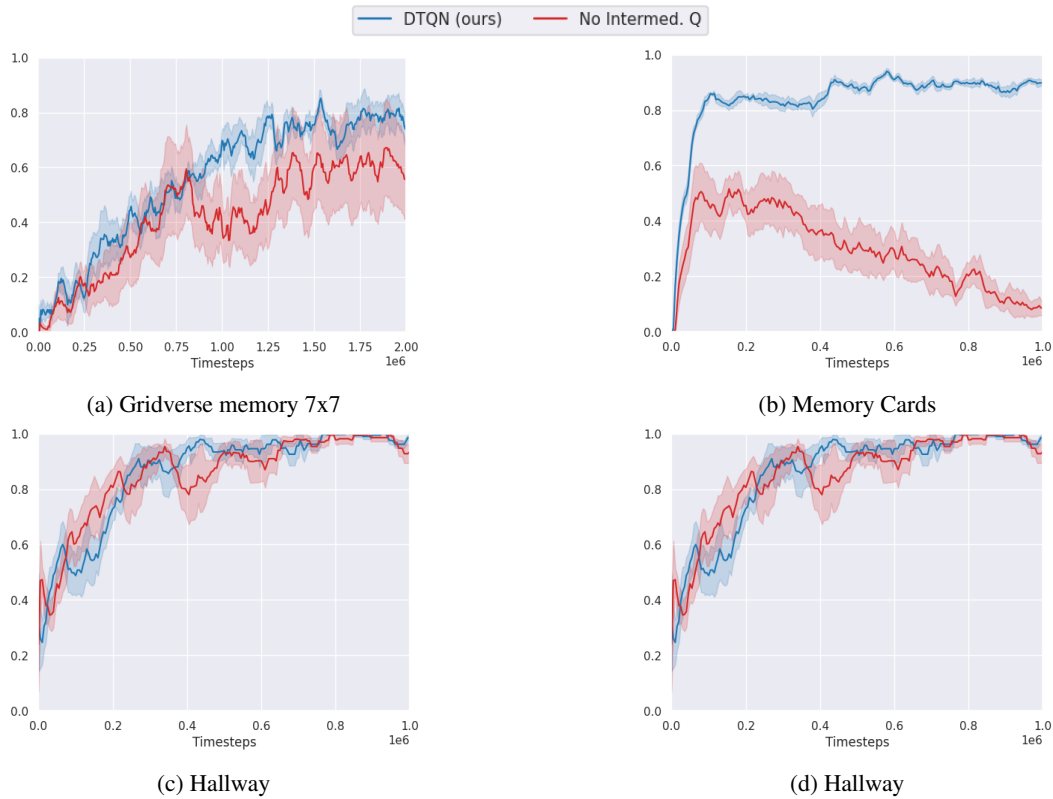 DTQN (ours) No Intermed. Q
1.0
0.8
0.6
0.4
0.2
0.0
0.00 0.25 0.50 0.75 1.00 1.25 1.50 1.75 2.00
Timesteps 1e6
(a) Gridverse memory 7x7
1.0
0.8
0.6
0.4
0.2
0.0
0.0 0.2 0.4 0.6 0.8 1.0
Timesteps 1e6
(b) Memory Cards
1.0
0.8
0.6
0.4
0.2
0.0
0.0 0.2 0.4 0.6 0.8 1.0
Timesteps 1e6
(c) Hallway
1.0
0.8
0.6
0.4
0.2
0.0
0.0 0.2 0.4 0.6 0.8 1.0
Timesteps 1e6
(d) Hallway